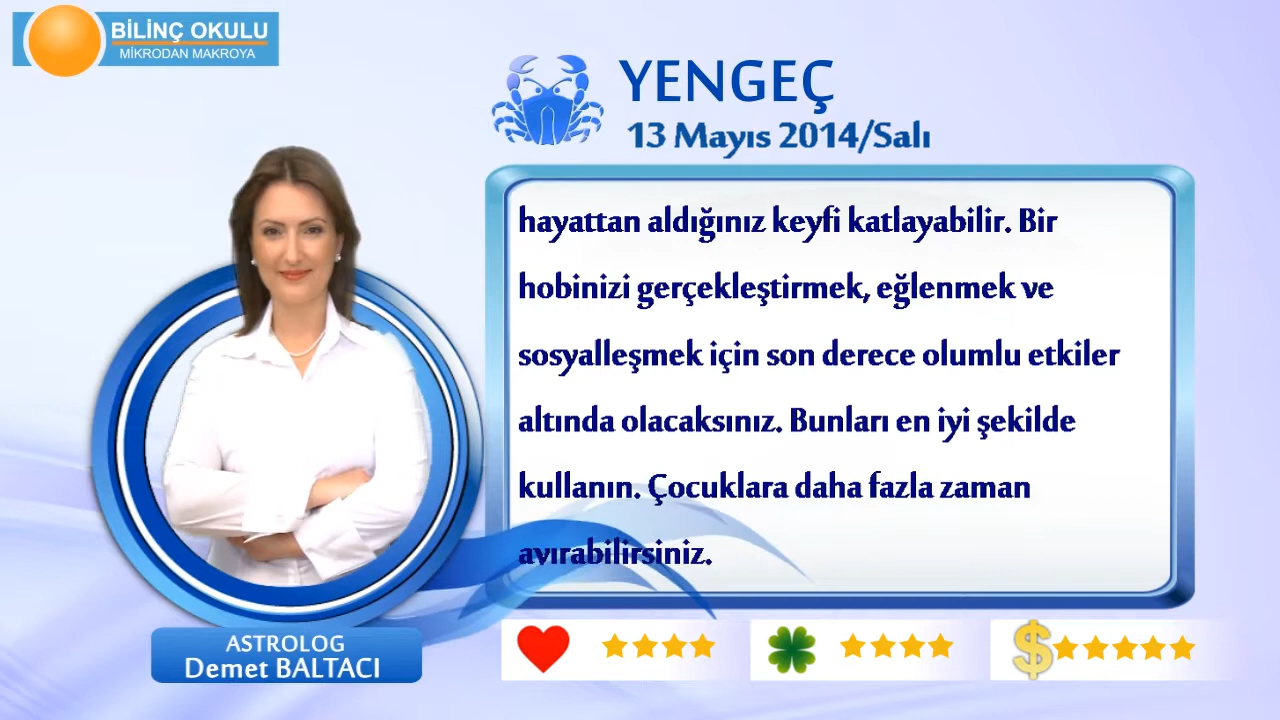 BİLİNÇ OKULU
MİKRODAN MAKROYA
YENGEÇ
13 Mayıs 2014/Salı
hayattan aldığınız keyfi katlayabilir. Bir
hobinizi gerçekleştirmek, eğlenmek ve
sosyalleşmek için son derece olumlu etkiler
altında olacaksınız. Bunları en iyi şekilde
kullanın. Çocuklara daha fazla zaman
ayırabilirsiniz.
ASTROLOG
Demet BALTACI